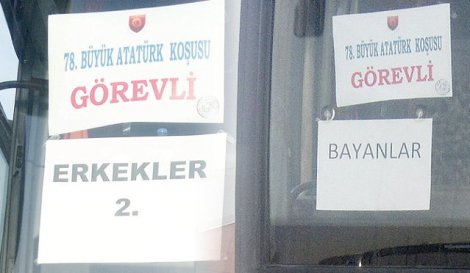 78. BÜYÜK ATATÜRK KOŞUSU
GÖREVLİ
ERKEKLER
2.
78. BÜYÜK ATATÜRK KOŞUSU
GÖREVLİ
BAYANLAR